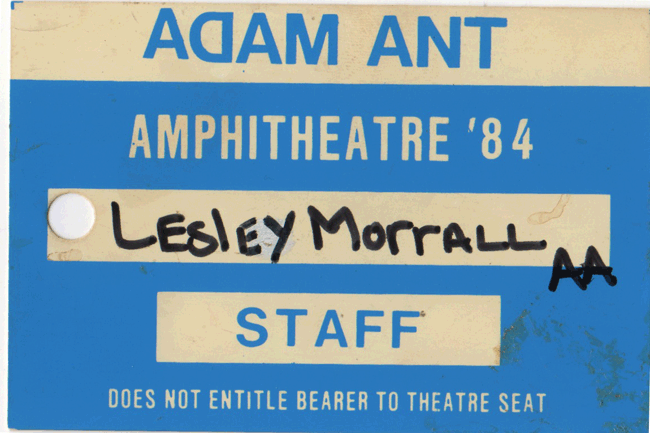 ADAM ANT
AMPHITHEATRE '84
LESlEY MorrALL
AA
STAFF
DOES NOT ENTITLE BEARER TO THEATRE SEAT